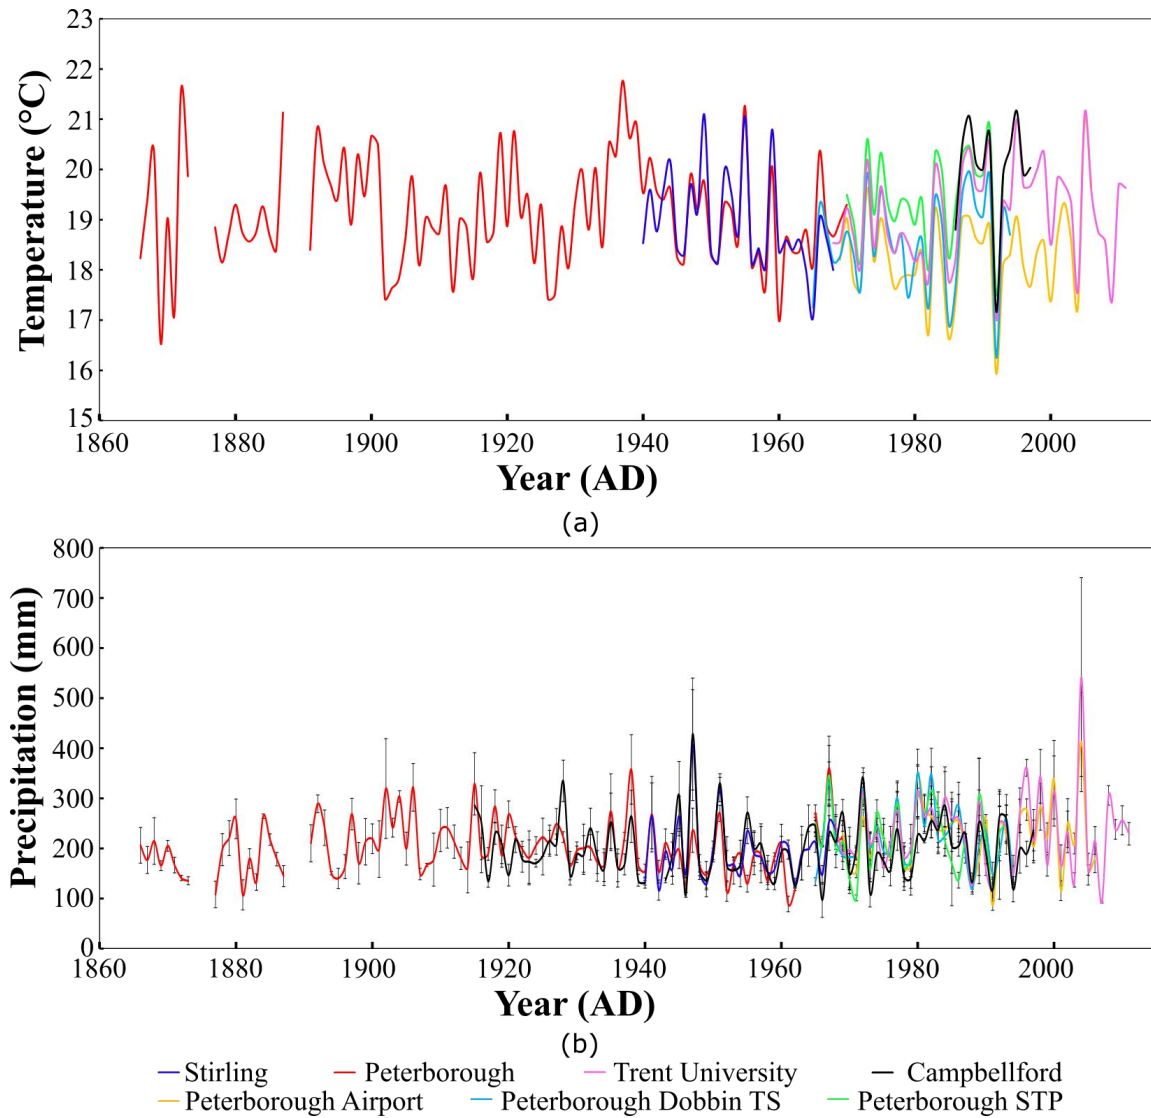 23
22
21
20
19
18
17
16
15
Temperature (°C)
1860 1880 1900 1920 1940 1960 1980 2000
Year (AD)
(a)
800
700
600
500
400
300
200
100
0
Precipitation (mm)
1860 1880 1900 1920 1940 1960 1980 2000
Year (AD)
(b)
Stirling Peterborough Trent University Campbellford
Peterborough Airport Peterborough Dobbin TS Peterborough STP